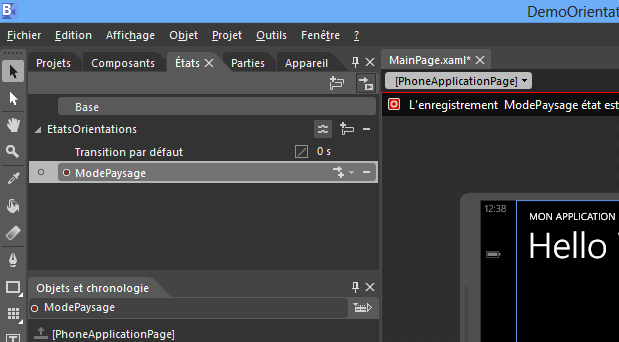 DemoOrientat
Fichier Edition Affichage Objet Projet Outils Fenêtre ?
Projets Composants États Parties Appareil
MainPage.xaml*
[PhoneApplicationPage]
Base
L'enregistrement ModePaysage état est
EtatsOrientations
Transition par défaut 0 s
ModePaysage
12:38
MON APPLICATION
Hello
Objets et chronologie
ModePaysage
[PhoneApplicationPage]